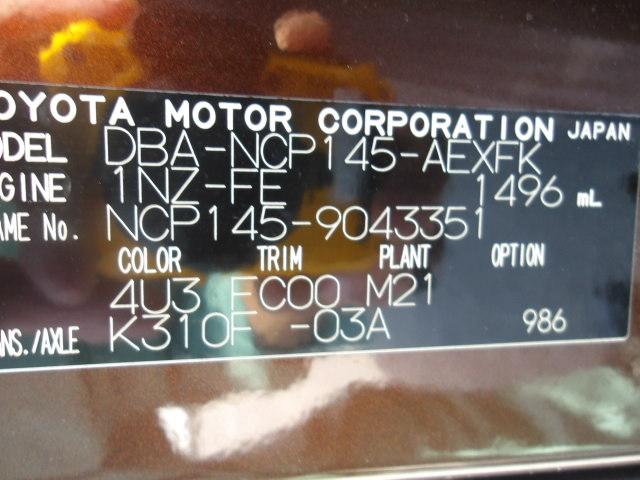 OYOTA MOTOR CORPORATION JAPAN
ODEL DBA-NCP145-AEXFK
GINE 1NZ-FE 1496 mL
AME No. NCP145-9043351
COLOR TRIM PLANT OPTION
4U3 FC00 M21
NS./AXLE K310F -03A 986